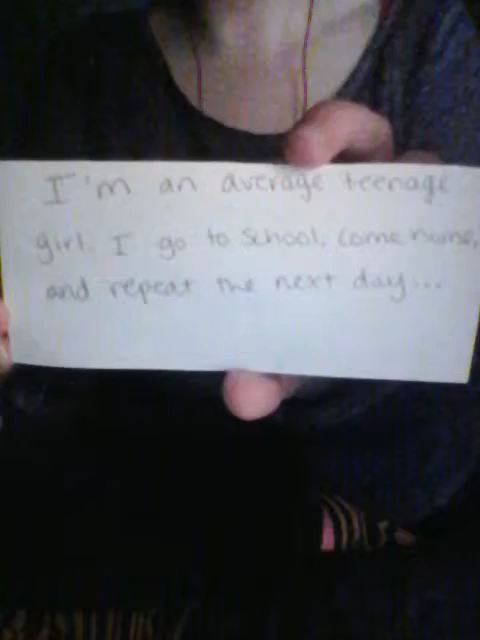 I'm an average teenage
girl. I go to school, come home,
and repeat the next day...